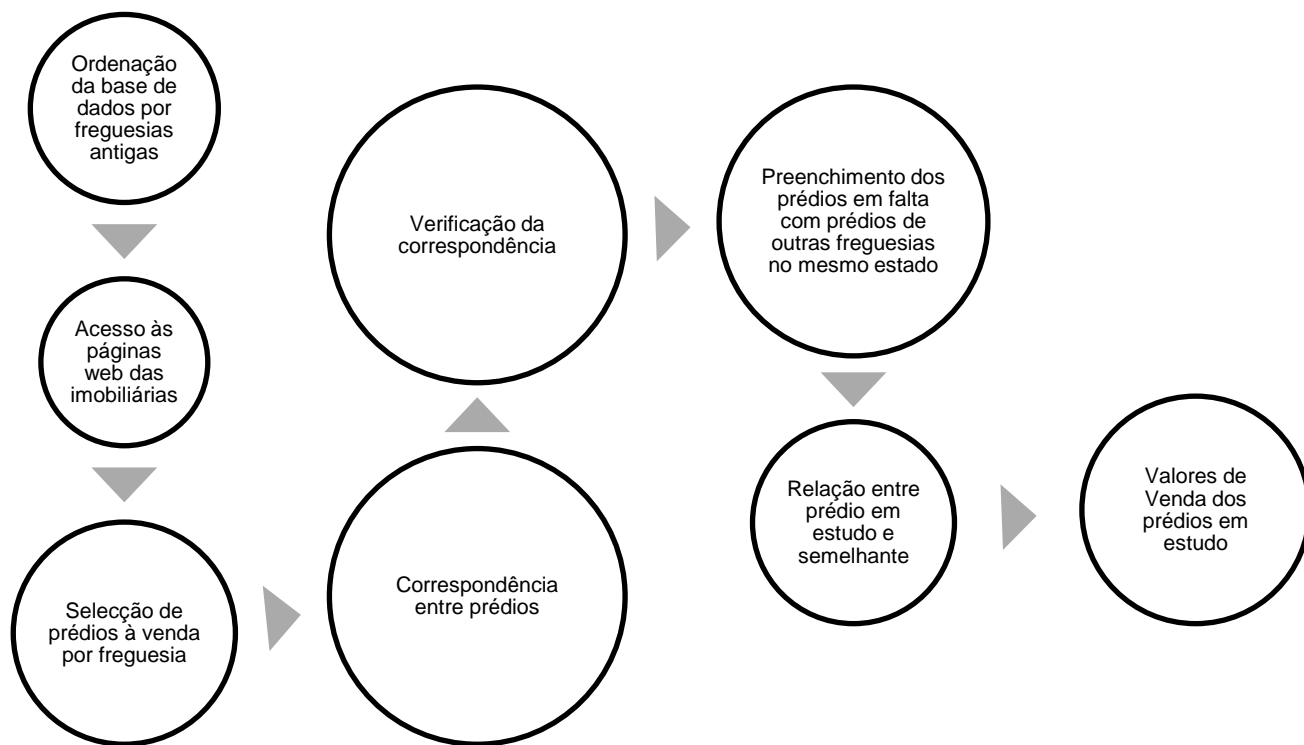 Ordenação
da base de
dados por
freguesias
antigas
Acesso às
páginas
web das
imobiliárias
Selecção de
prédios à venda
por freguesia
Correspondência
entre prédios
Verificação da
correspondência
Preenchimento dos
prédios em falta
com prédios de
outras freguesias
no mesmo estado
Relação entre
prédio em
estudo e
semelhante
Valores de
Venda dos
prédios em
estudo